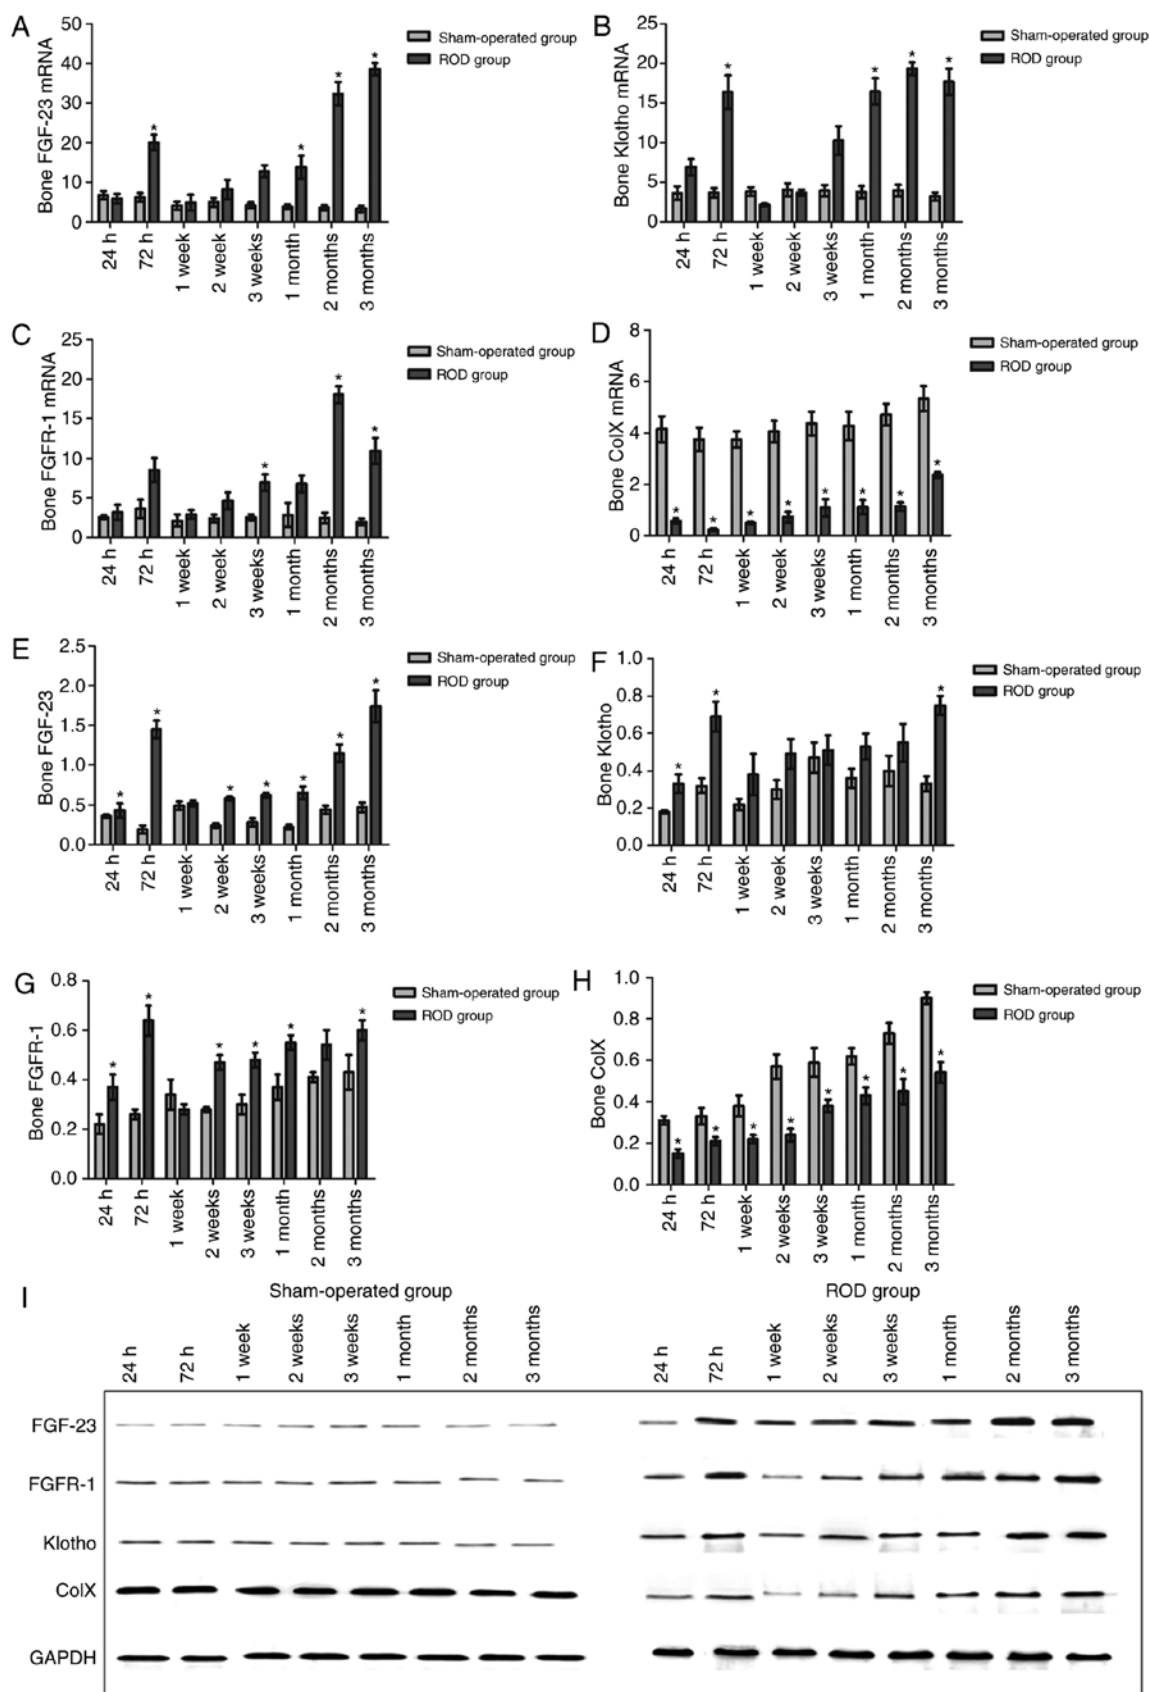 A
Bone FGF-23 mRNA
50
40
30
20
10
0
24 h
72 h
1 week
2 week
3 weeks
1 month
2 months
3 months
* * * *
Sham-operated group
ROD group
B
Bone Klotho mRNA
25
20
15
10
5
0
24 h
72 h
1 week
2 week
3 weeks
1 month
2 months
3 months
* * * *
Sham-operated group
ROD group
C
Bone FGFR-1 mRNA
25
20
15
10
5
0
24 h
72 h
1 week
2 week
3 weeks
1 month
2 months
3 months
* * *
Sham-operated group
ROD group
D
Bone ColX mRNA
8
6
4
2
0
24 h
72 h
1 week
2 week
3 weeks
1 month
2 months
3 months
* * * * * * * *
Sham-operated group
ROD group
E
Bone FGF-23
2.5
2.0
1.5
1.0
0.5
0.0
24 h
72 h
1 week
2 week
3 weeks
1 month
2 months
3 months
* * * * * * *
Sham-operated group
ROD group
F
Bone Klotho
1.0
0.8
0.6
0.4
0.2
0.0
24 h
72 h
1 week
2 weeks
3 weeks
1 month
2 months
3 months
* * *
Sham-operated group
ROD group
G
Bone FGFR-1
0.8
0.6
0.4
0.2
0.0
24 h
72 h
1 week
2 weeks
3 weeks
1 month
2 months
3 months
* * * * * *
Sham-operated group
ROD group
H
Bone ColX
1.0
0.8
0.6
0.4
0.2
0.0
24 h
72 h
1 week
2 weeks
3 weeks
1 month
2 months
3 months
* * * * * * * *
Sham-operated group
ROD group
I
Sham-operated group
ROD group
24 h
72 h
1 week
2 weeks
3 weeks
1 month
2 months
3 months
24 h
72 h
1 week
2 weeks
3 weeks
1 month
2 months
3 months
FGF-23
FGFR-1
Klotho
ColX
GAPDH